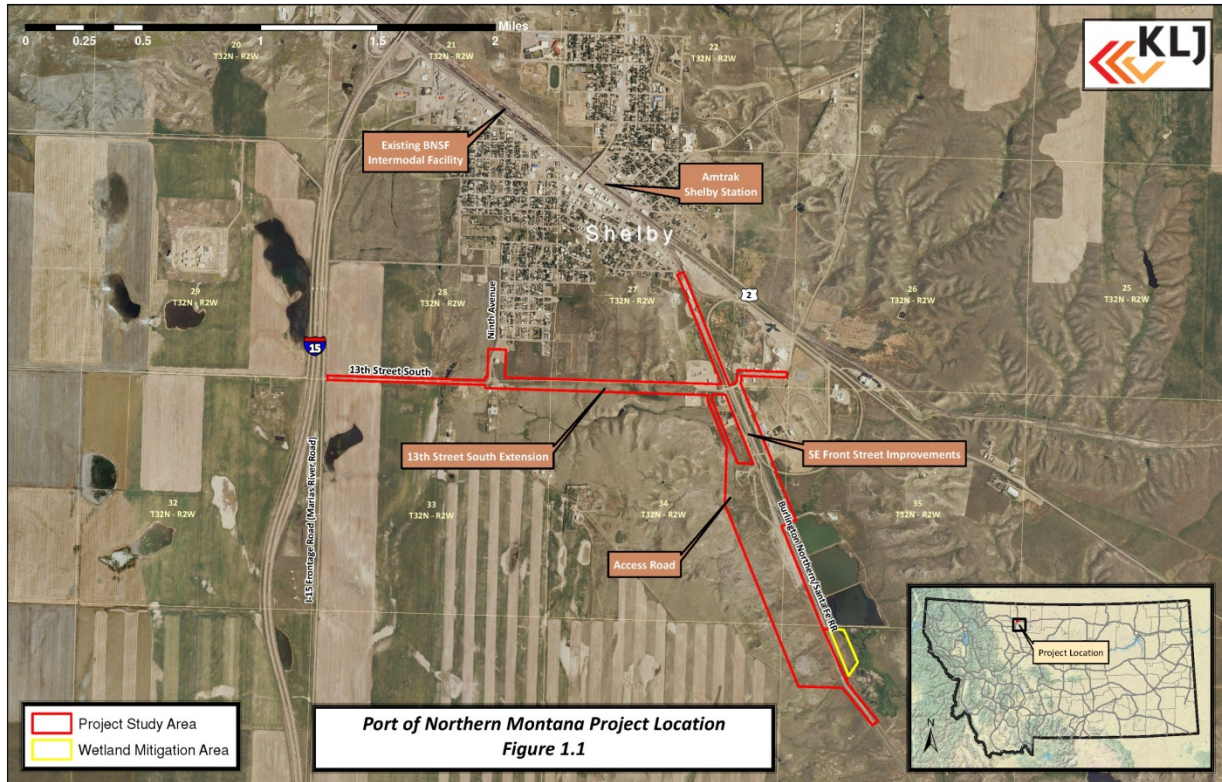 Miles
0 0.25 0.5 1 1.5 2
KLJ
20
T32N - R2W
21
T32N - R2W
22
T32N - R2W
Existing BNSF
Intermodal Facility
Amtrak
Shelby Station
Shelby
29
T32N - R2W
28
T32N - R2W
27
T32N - R2W
26
T32N - R2W
25
T32N - R2W
2
Ninth Avenue
15
13th Street South
13th Street South Extension
SE Front Street Improvements
32
T32N - R2W
33
T32N - R2W
34
T32N - R2W
35
T32N - R2W
I-15 Frontage Road (Marias River Road)
Access Road
Burlington Northern/Santa Fe RR
Project Location
N
Project Study Area
Wetland Mitigation Area
Port of Northern Montana Project Location
Figure 1.1